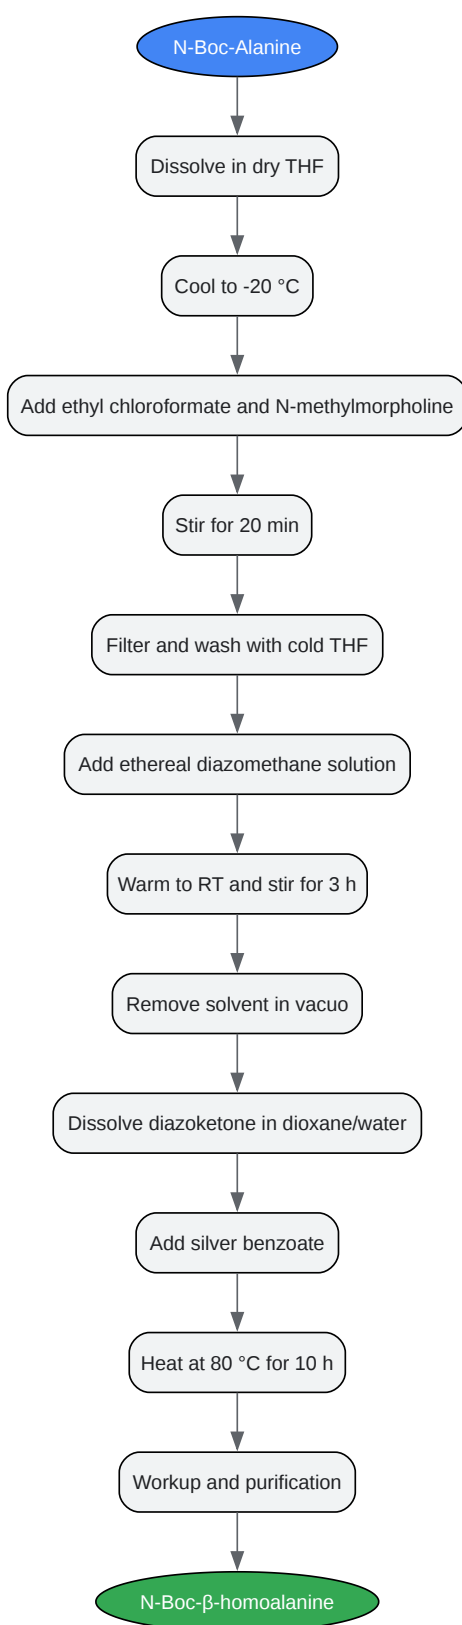 N-Boc-Alanine
Dissolve in dry THF
Cool to -20 °C
Add ethyl chloroformate and N-methylmorpholine
Stir for 20 min
Filter and wash with cold THF
Add ethereal diazomethane solution
Warm to RT and stir for 3 h
Remove solvent in vacuo
Dissolve diazoketone in dioxane/water
Add silver benzoate
Heat at 80 °C for 10 h
Workup and purification
N-Boc-β-homoalanine